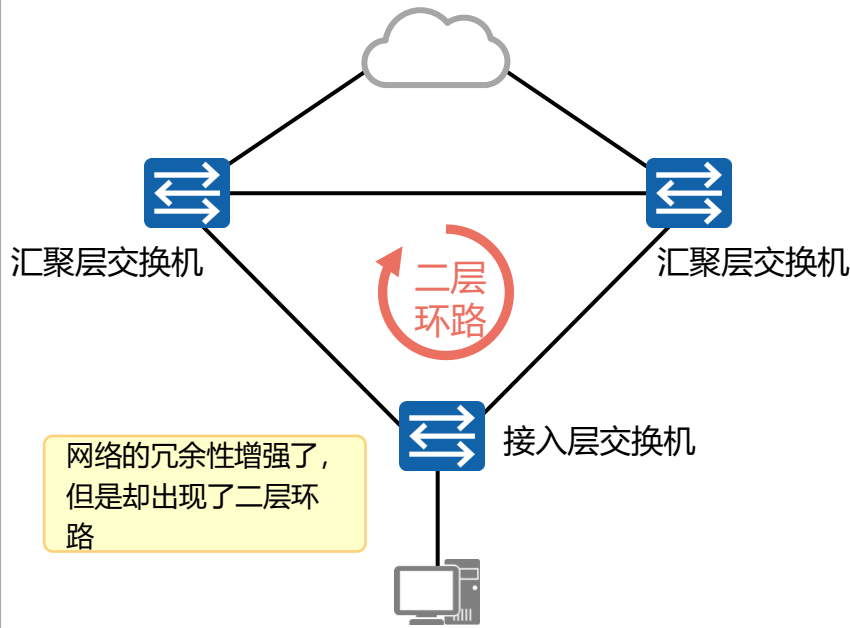 汇聚层交换机
汇聚层交换机
二层
环路
接入层交换机
网络的冗余性增强了，
但是却出现了二层环
路